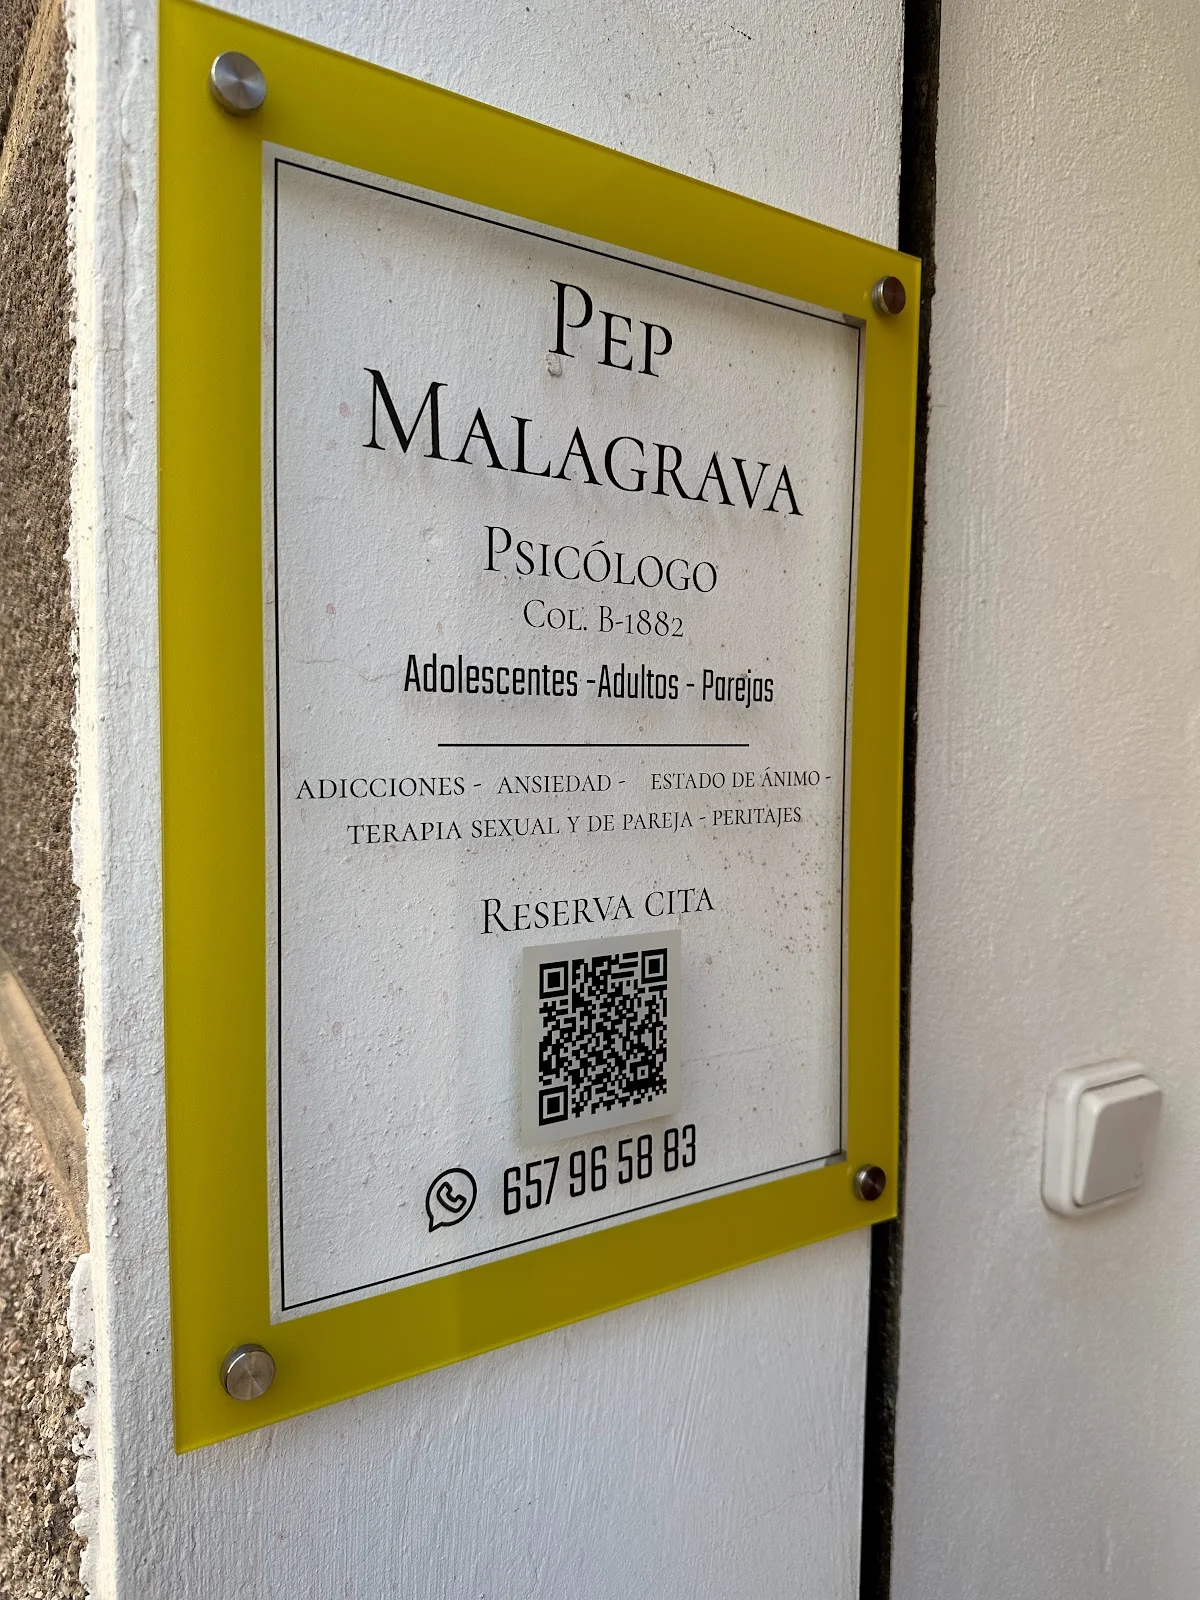 Pep
Malagrava
Psicólogo
Col. B-1882
Adolescentes -Adultos - Parejas
ADICCIONES - ANSIEDAD - ESTADO DE ÁNIMO -
TERAPIA SEXUAL Y DE PAREJA - PERITAJES
Reserva cita
657 96 58 83